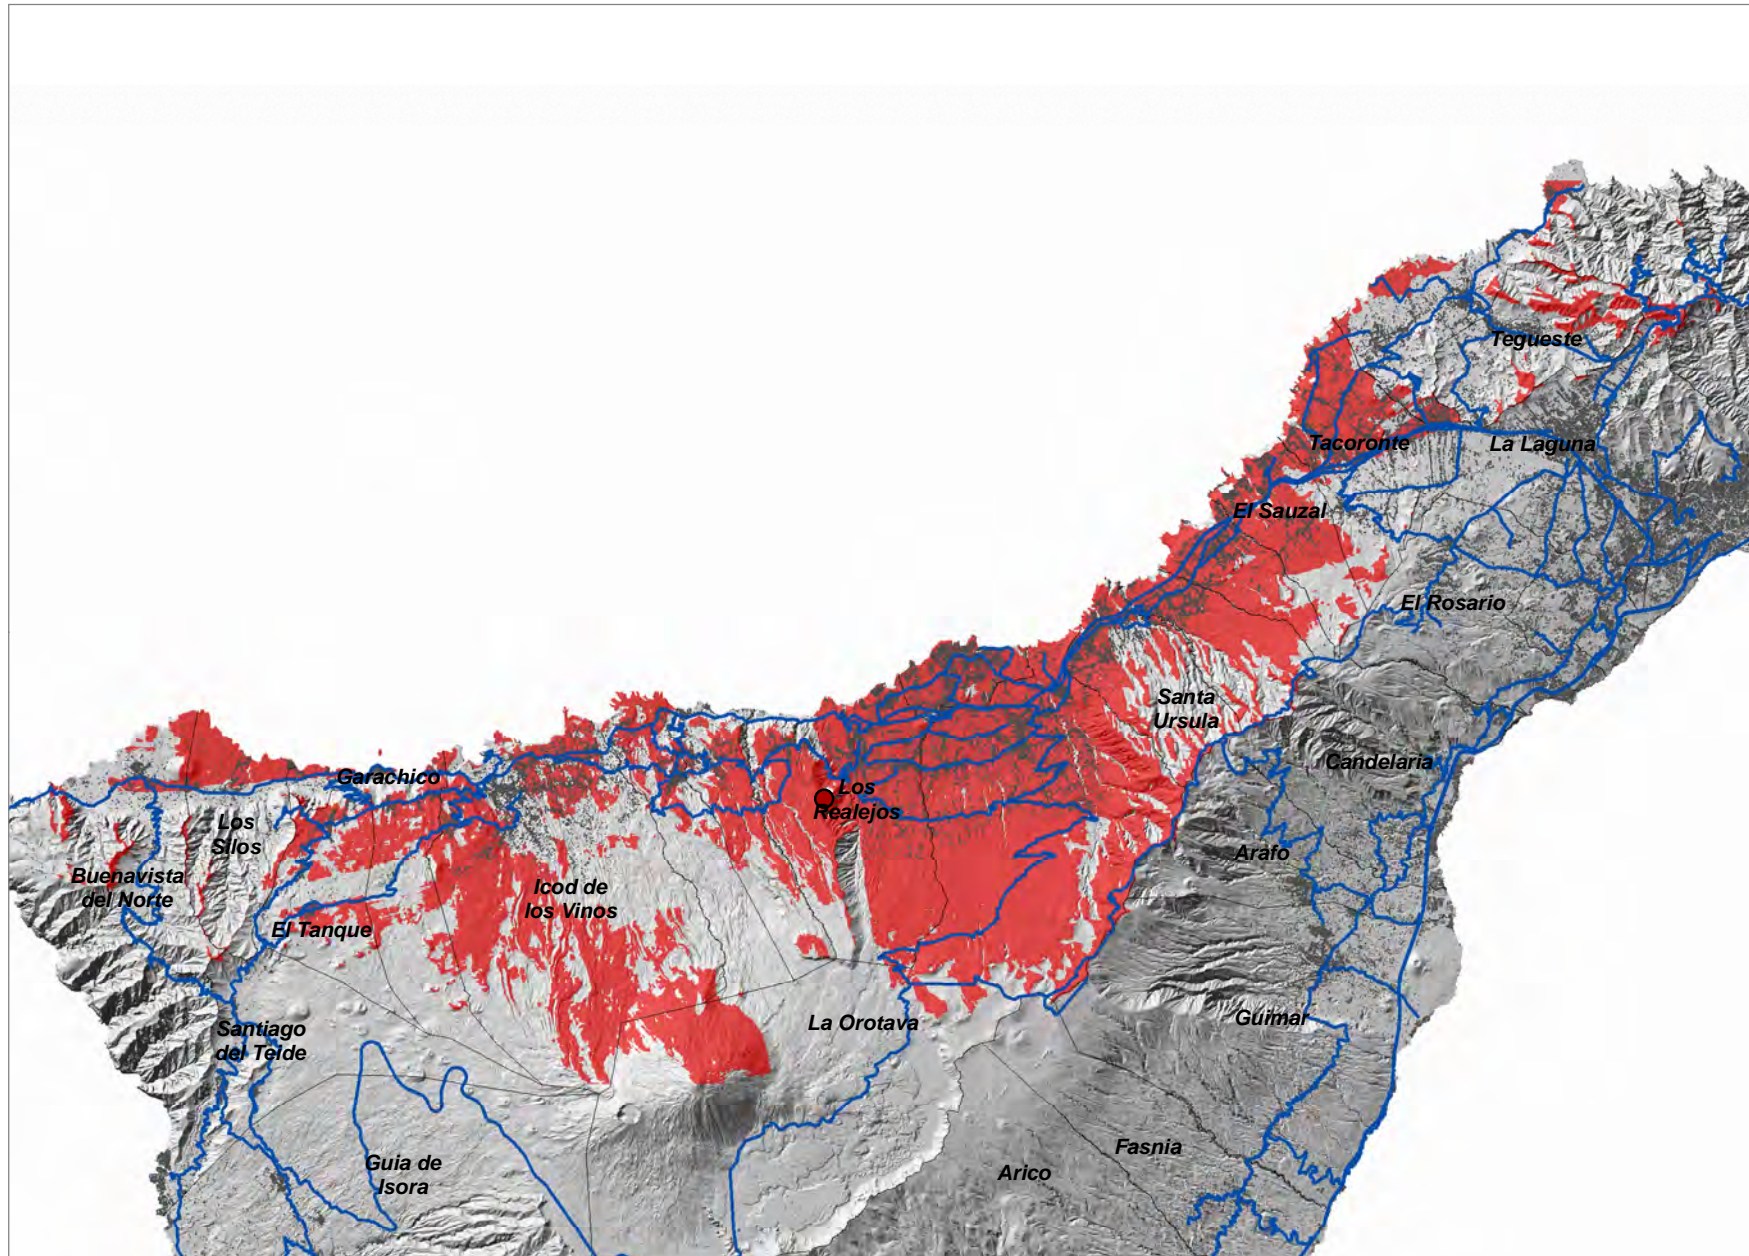 Tegueste
Tacoronte
La Laguna
El Sauzal
El Rosario
Santa
Ursula
Candelaria
Garachico
Los
Realejos
Los
Silos
Arafo
Buenavista
del Norte
Icod de
los Vinos
El Tanque
La Orotava
Guimar
Santiago
del Teide
Fasnia
Guia de
Isora
Arico